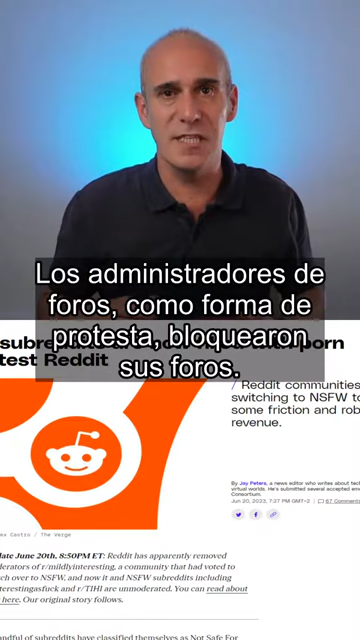 Los administradores de
foros, como forma de
protesta, bloquearon
sus foros.
subreddits
porn
test Reddit
/ Reddit communities
switching to NSFW to
some friction and rob
revenue.
By Jay Peters, a news editor who writes about tec
virtual worlds. He's submitted several accepted em
Consortium.
Jun 20, 2023, 7:27 PM GMT+2 | 67 Comments
ex Castro / The Verge
date June 20th, 8:50PM ET: Reddit has apparently removed
derators of r/mildlyinteresting, a community that had voted to
ch over to NSFW, and now it and NSFW subreddits including
terestingasfuck and r/TIHI are unmoderated. You can read about
here. Our original story follows.
ndful of subreddits have classified themselves as Not Safe For